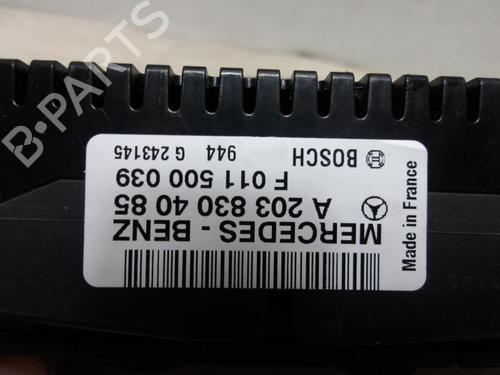 MERCEDES - BENZ
A 203 830 40 85
F 011 500 039
BOSCH 944 G 243145
Made in France
B-PARTS